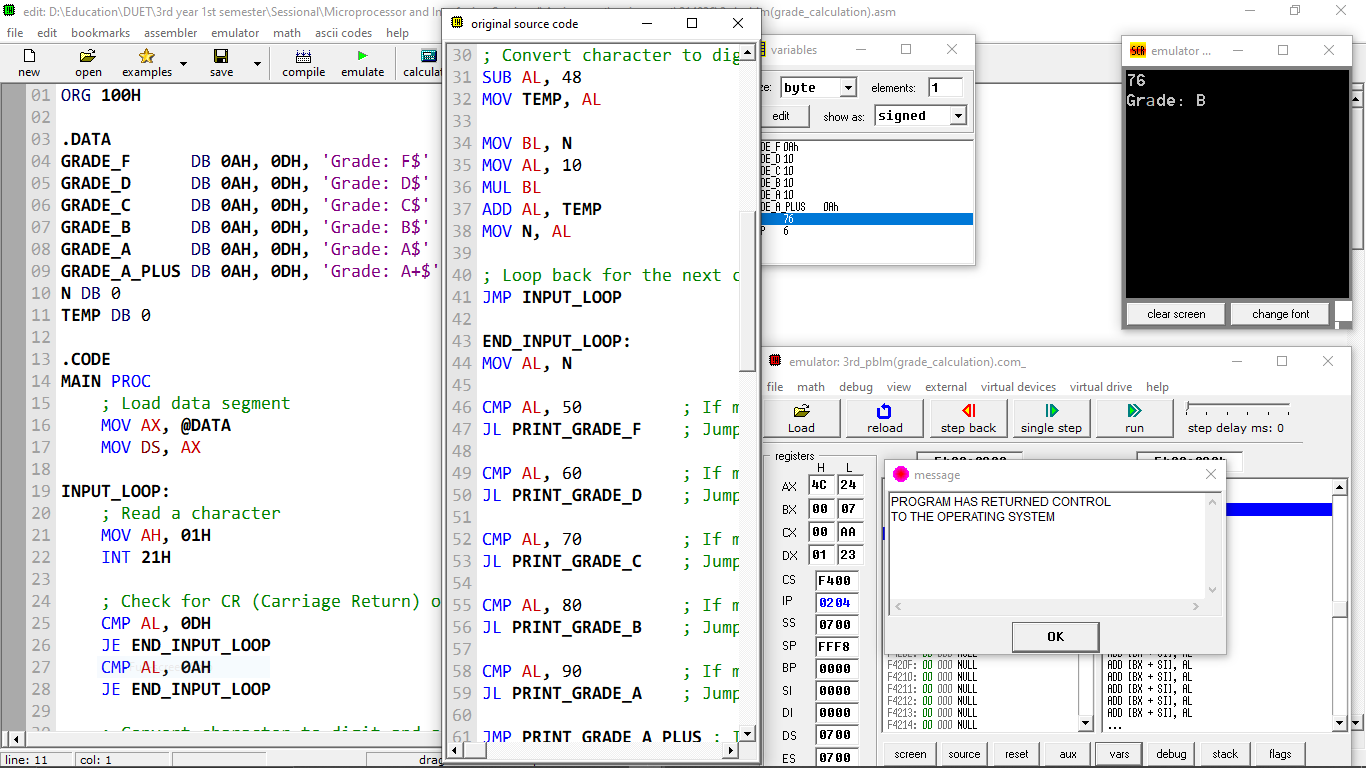 edit: D:\Education\DUET\3rd year 1st semester\Sessional\Microprocessor and In
(grade_calculation).asm
file edit bookmarks assembler emulator math ascii codes help
new open examples save compile emulate calculat
01 ORG 100H
02
03 .DATA
04 GRADE_F DB 0AH, 0DH, 'Grade: F$'
05 GRADE_D DB 0AH, 0DH, 'Grade: D$'
06 GRADE_C DB 0AH, 0DH, 'Grade: C$'
07 GRADE_B DB 0AH, 0DH, 'Grade: B$'
08 GRADE_A DB 0AH, 0DH, 'Grade: A$'
09 GRADE_A_PLUS DB 0AH, 0DH, 'Grade: A+$'
10 N DB 0
11 TEMP DB 0
12
13 .CODE
14 MAIN PROC
15 ; Load data segment
16 MOV AX, @DATA
17 MOV DS, AX
18
19 INPUT_LOOP:
20 ; Read a character
21 MOV AH, 01H
22 INT 21H
23
24 ; Check for CR (Carriage Return) o
25 CMP AL, 0DH
26 JE END_INPUT_LOOP
27 CMP AL, 0AH
28 JE END_INPUT_LOOP
29
; Convert character to digit and
line: 11 col: 1 drag
original source code
30 ; Convert character to dig
31 SUB AL, 48
32 MOV TEMP, AL
33
34 MOV BL, N
35 MOV AL, 10
36 MUL BL
37 ADD AL, TEMP
38 MOV N, AL
39
40 ; Loop back for the next c
41 JMP INPUT_LOOP
42
43 END_INPUT_LOOP:
44 MOV AL, N
45
46 CMP AL, 50 ; If m
47 JL PRINT_GRADE_F ; Jump
48
49 CMP AL, 60 ; If m
50 JL PRINT_GRADE_D ; Jump
51
52 CMP AL, 70 ; If m
53 JL PRINT_GRADE_C ; Jump
54
55 CMP AL, 80 ; If m
56 JL PRINT_GRADE_B ; Jump
57
58 CMP AL, 90 ; If m
59 JL PRINT_GRADE_A ; Jump
60
61 JMP PRINT_GRADE_A_PLUS ; I
variables
ze: byte elements: 1
edit show as: signed
DE_F 0Ah
DE_D 10
DE_C 10
DE_B 10
DE_A 10
DE_A_PLUS 0Ah
76
P 6
SCR emulator ...
76
Grade: B
clear screen change font
emulator: 3rd_pblm(grade_calculation).com_
file math debug view external virtual devices virtual drive help
Load reload step back single step run step delay ms: 0
registers
H L
AX 4C 24
BX 00 07
CX 00 AA
DX 01 23
CS F400
IP 0204
SS 0700
SP FFF8
BP 0000
SI 0000
DI 0000
DS 0700
ES 0700
message
PROGRAM HAS RETURNED CONTROL
TO THE OPERATING SYSTEM
OK
F420F: 00 000 NULL
F4210: 00 000 NULL
F4211: 00 000 NULL
F4212: 00 000 NULL
F4213: 00 000 NULL
F4214: 00 000 NULL
ADD [BX + SI], AL
ADD [BX + SI], AL
ADD [BX + SI], AL
ADD [BX + SI], AL
ADD [BX + SI], AL
ADD [BX + SI], AL
...
screen source reset aux vars debug stack flags